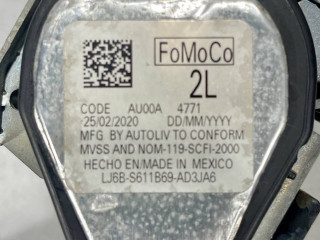 FoMoCo
2L
CODE AU00A 4771
25/02/2020 DD/MM/YYYY
MFG BY AUTOLIV TO CONFORM
MVSS AND NOM-119-SCFI-2000
HECHO EN/MADE IN MEXICO
LJ6B-S611B69-AD3JA6